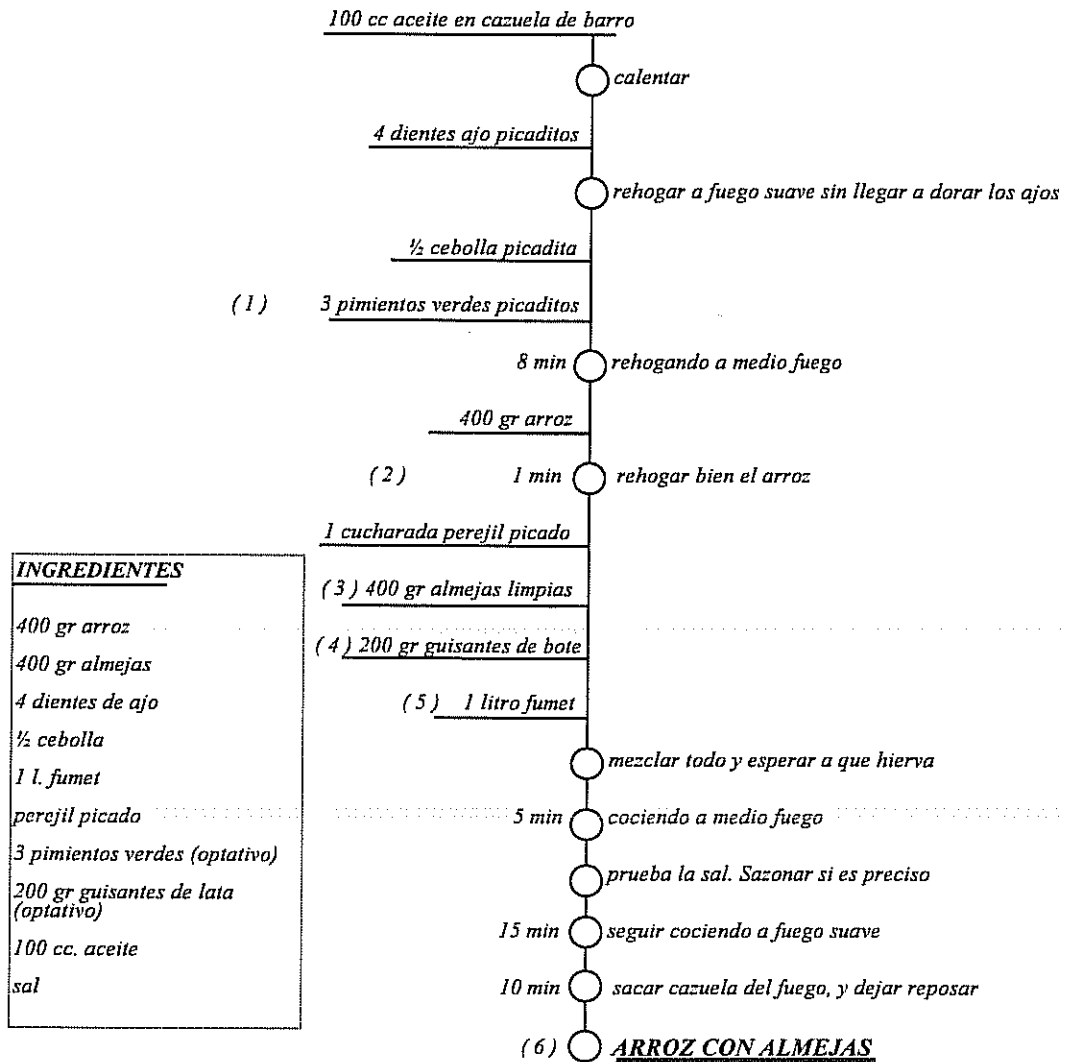 100 cc aceite en cazuela de barro
calentar
4 dientes ajo picaditos
rehogar a fuego suave sin llegar a dorar los ajos
½ cebolla picadita
( 1 ) 3 pimientos verdes picaditos
8 min rehogando a medio fuego
400 gr arroz
( 2 ) 1 min rehogar bien el arroz
1 cucharada perejil picado
( 3 ) 400 gr almejas limpias
( 4 ) 200 gr guisantes de bote
( 5 ) 1 litro fumet
mezclar todo y esperar a que hierva
5 min cociendo a medio fuego
prueba la sal. Sazonar si es preciso
15 min seguir cociendo a fuego suave
10 min sacar cazuela del fuego, y dejar reposar
( 6 ) ARROZ CON ALMEJAS
INGREDIENTES
400 gr arroz
400 gr almejas
4 dientes de ajo
½ cebolla
1 l. fumet
perejil picado
3 pimientos verdes (optativo)
200 gr guisantes de lata
(optativo)
100 cc. aceite
sal